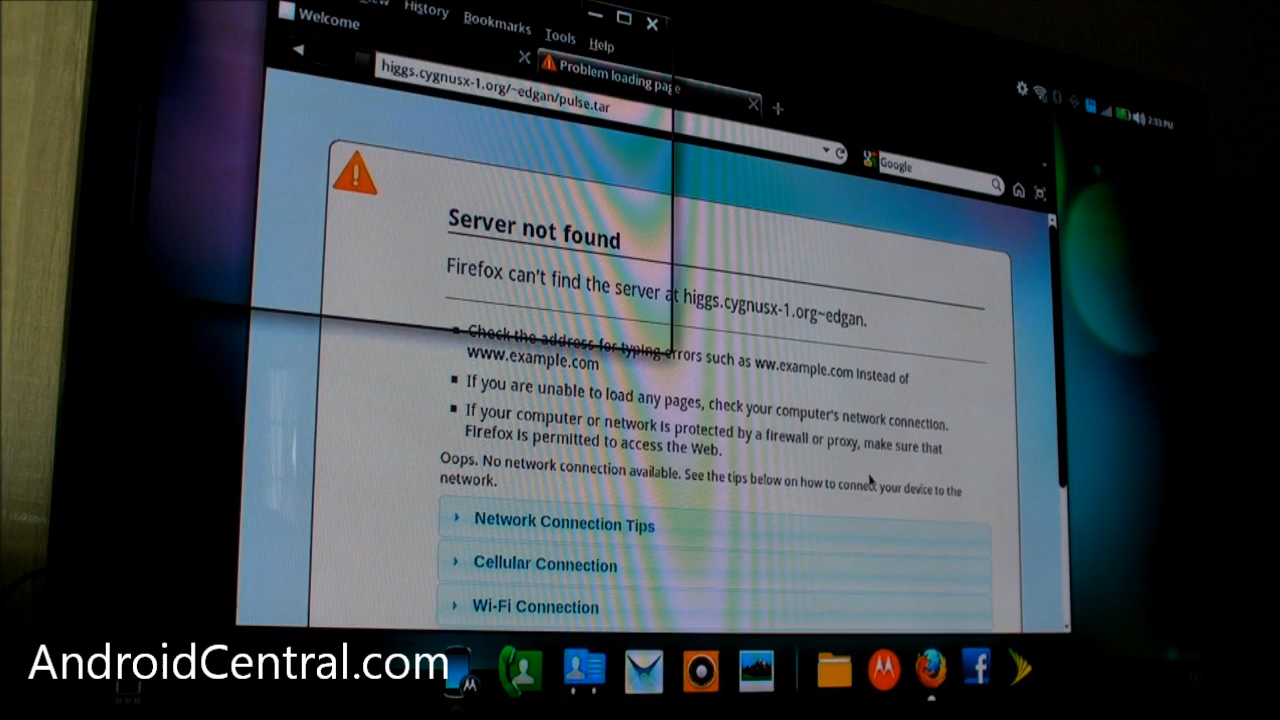 History Bookmarks Tools Help
Welcome
Problem loading page
higgs.cygnusx-1.org/~edgan/pulse.tar
Google
2:33 PM
Server not found
Firefox can't find the server at higgs.cygnusx-1.org~edgan.
Check the address for typing errors such as ww.example.com instead of
www.example.com
If you are unable to load any pages, check your computer's network connection.
If your computer or network is protected by a firewall or proxy, make sure that
Firefox is permitted to access the Web.
Oops. No network connection available. See the tips below on how to connect your device to the
network.
Network Connection Tips
Cellular Connection
Wi-Fi Connection
AndroidCentral.com